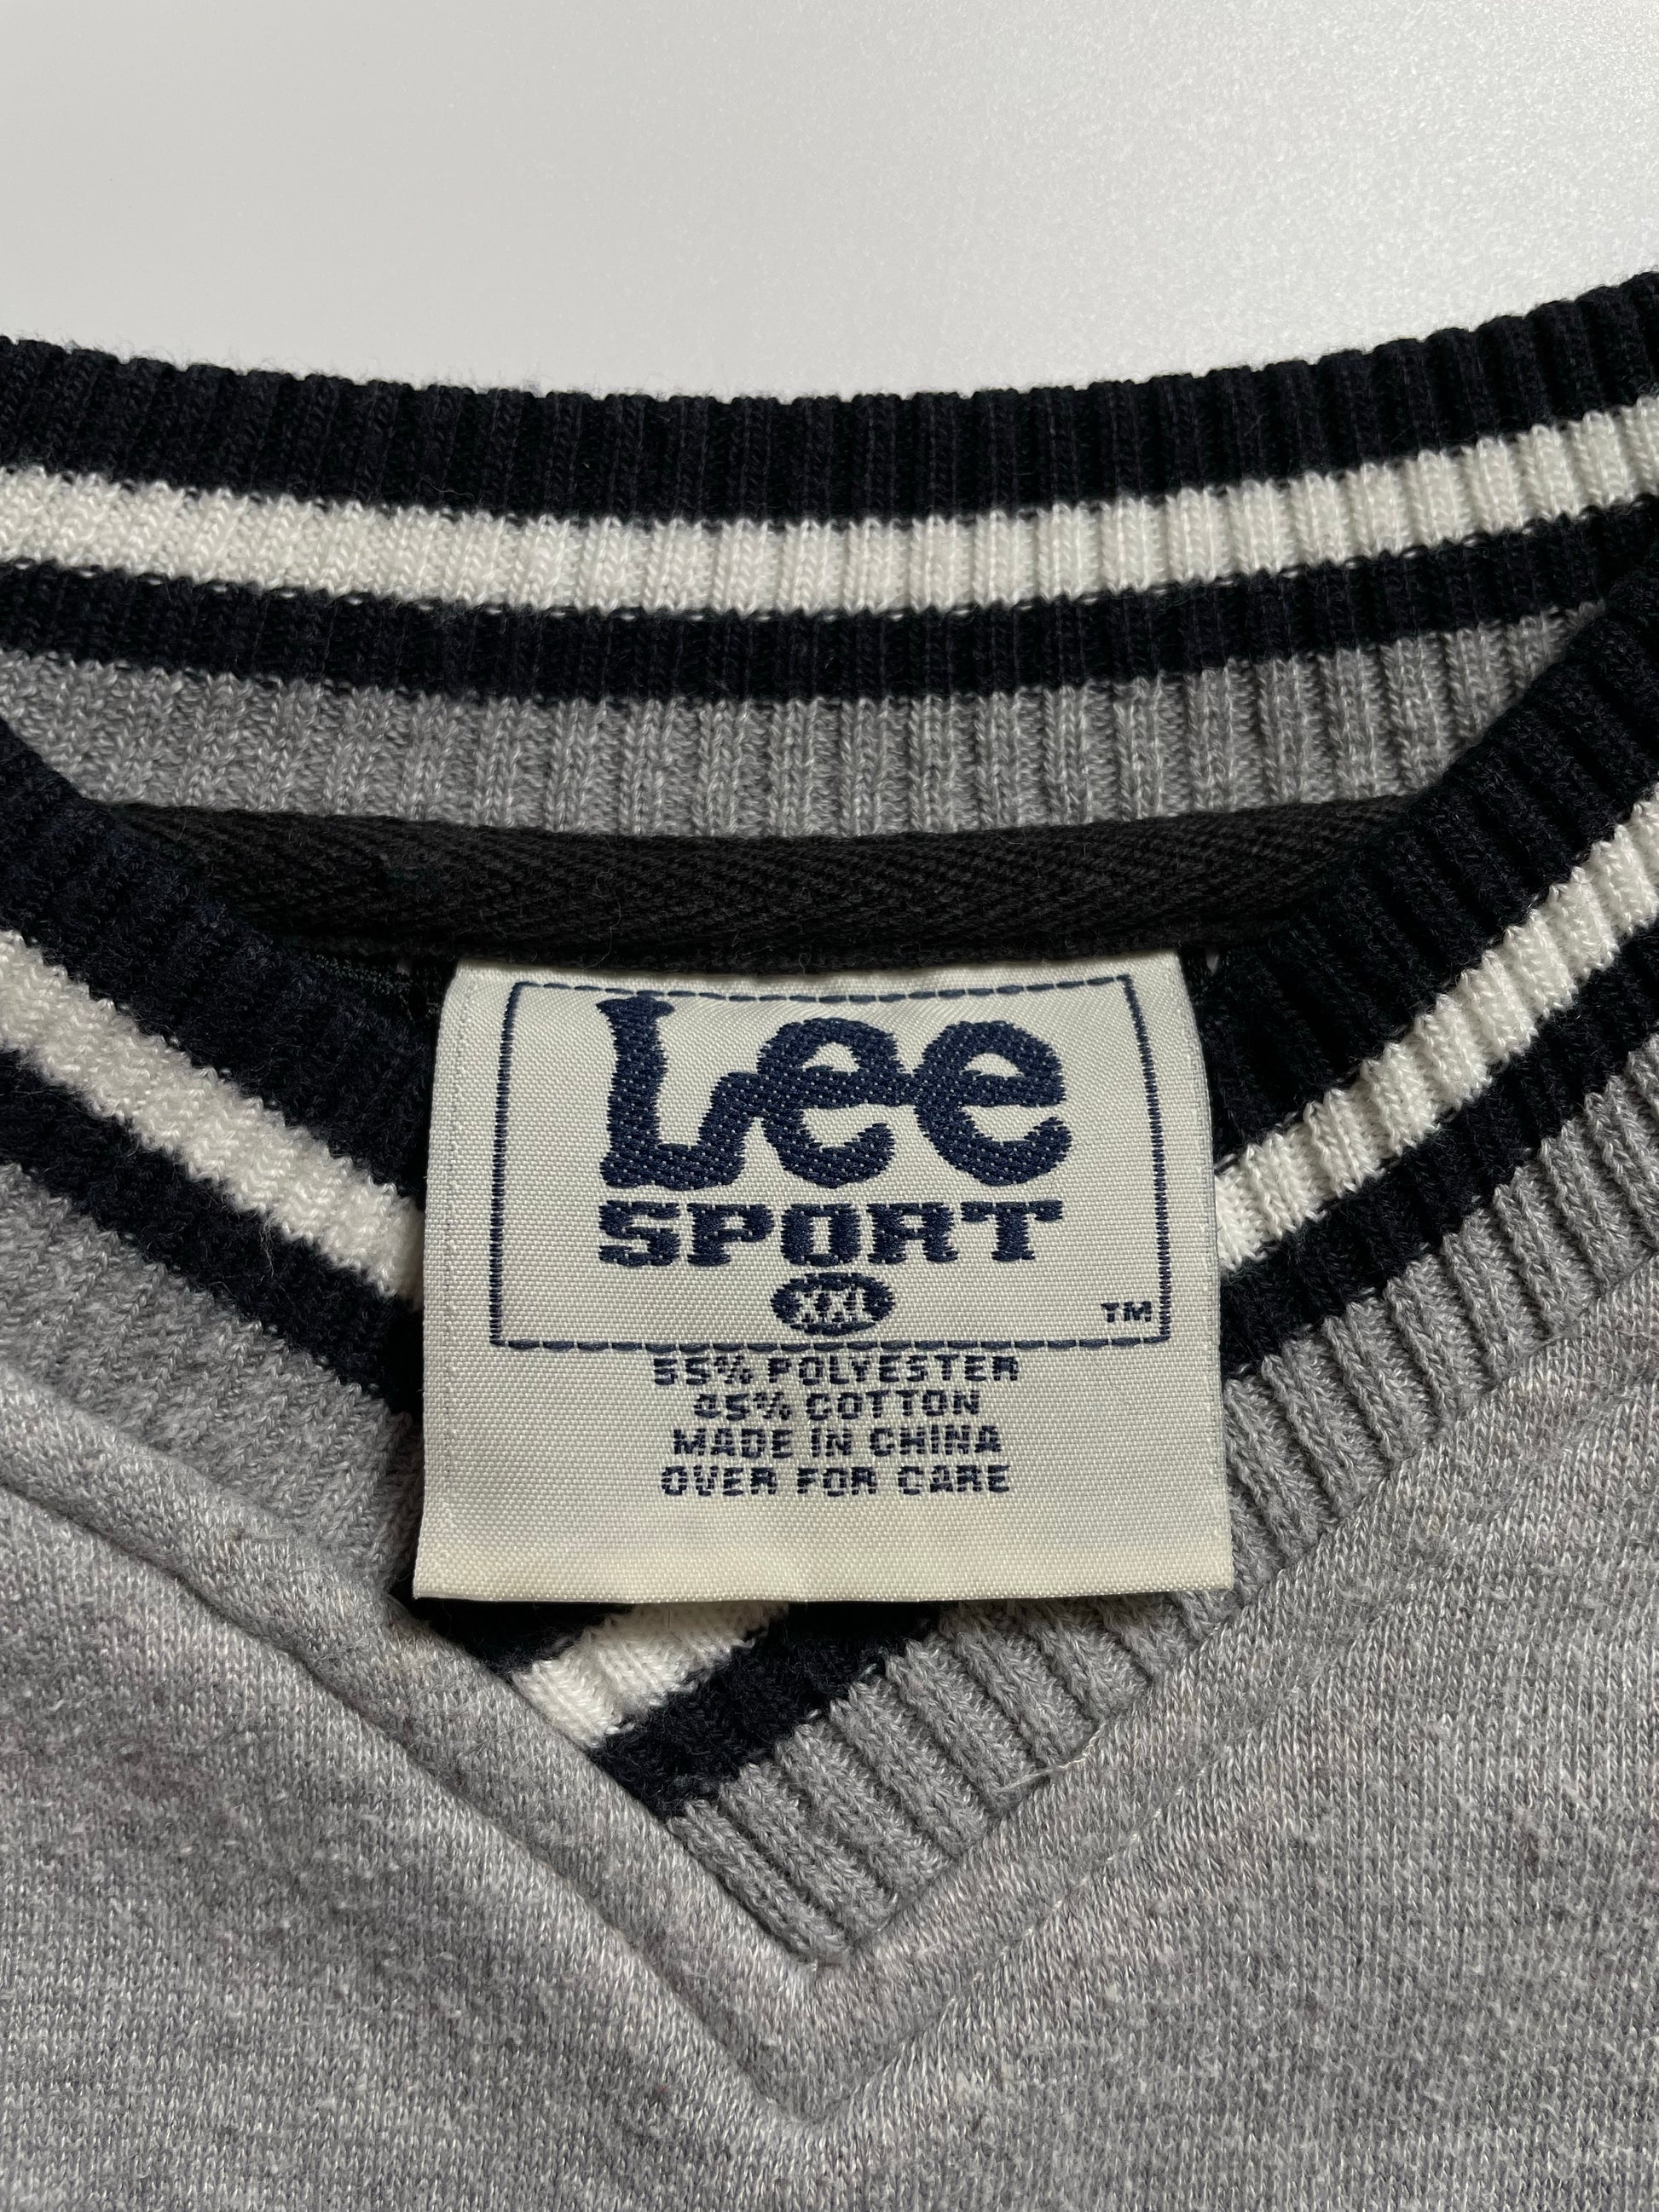 Lee
SPORT
XXL
TM
55% POLYESTER
45% COTTON
MADE IN CHINA
OVER FOR CARE